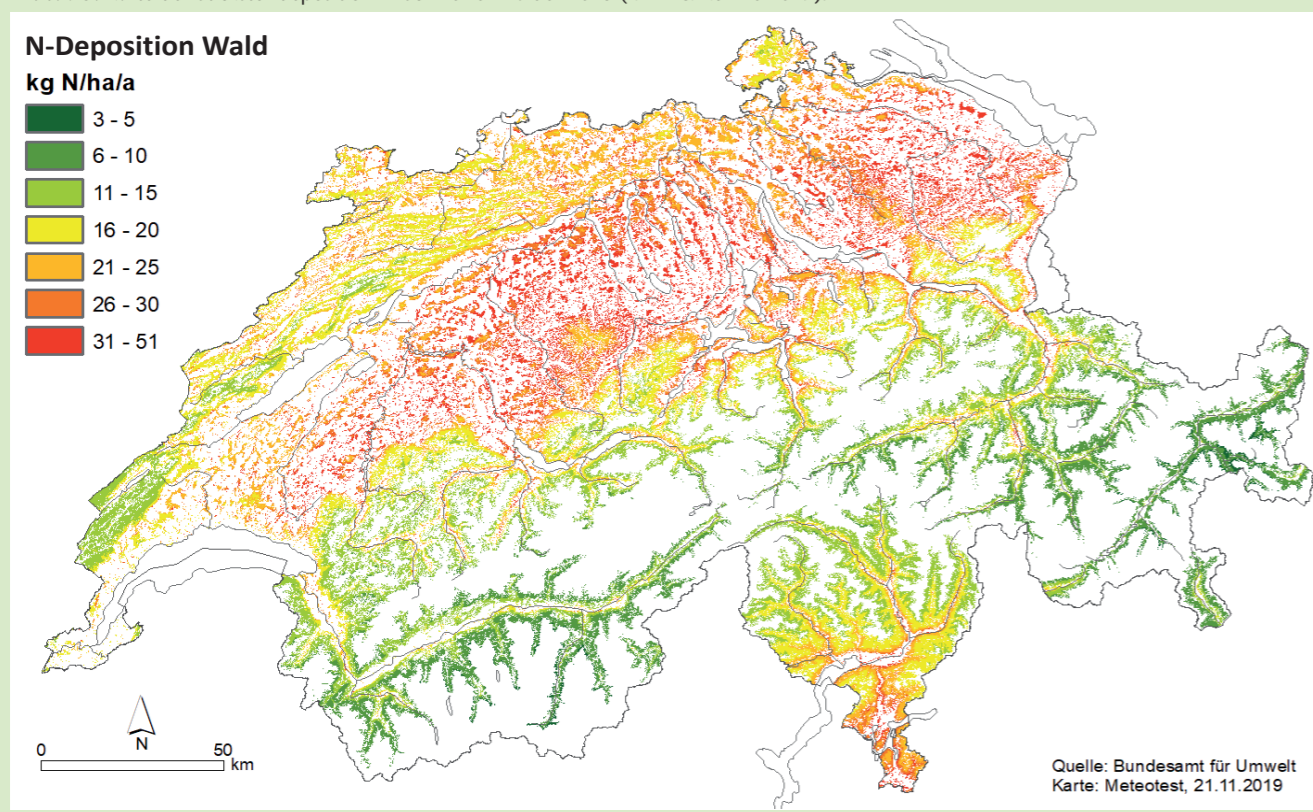 N-Deposition Wald
kg N/ha/a
3 - 5
6 - 10
11 - 15
16 - 20
21 - 25
26 - 30
31 - 51
N
0 50
km
Quelle: Bundesamt für Umwelt
Karte: Meteotest, 21.11.2019